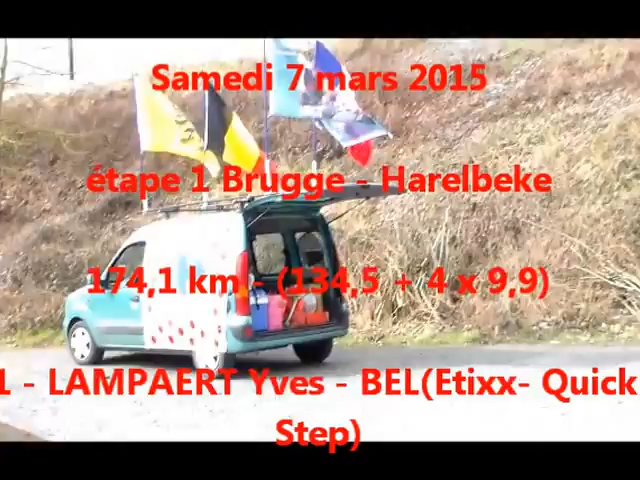 Samedi 7 mars 2015
étape 1 Brugge - Harelbeke
174,1 km - (134,5 + 4 x 9,9)
1 - LAMPAERT Yves - BEL(Etixx- Quick
Step)